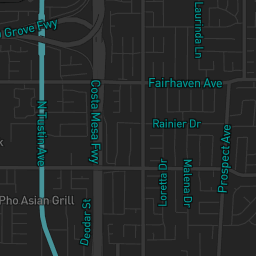 Grove Fwy
Laurinda Ln
Fairhaven Ave
Costa Mesa Fwy
N Tustin Ave
Rainier Dr
Prospect Ave
k
Loretta Dr
Malena Dr
Pho Asian Grill
Deodar St